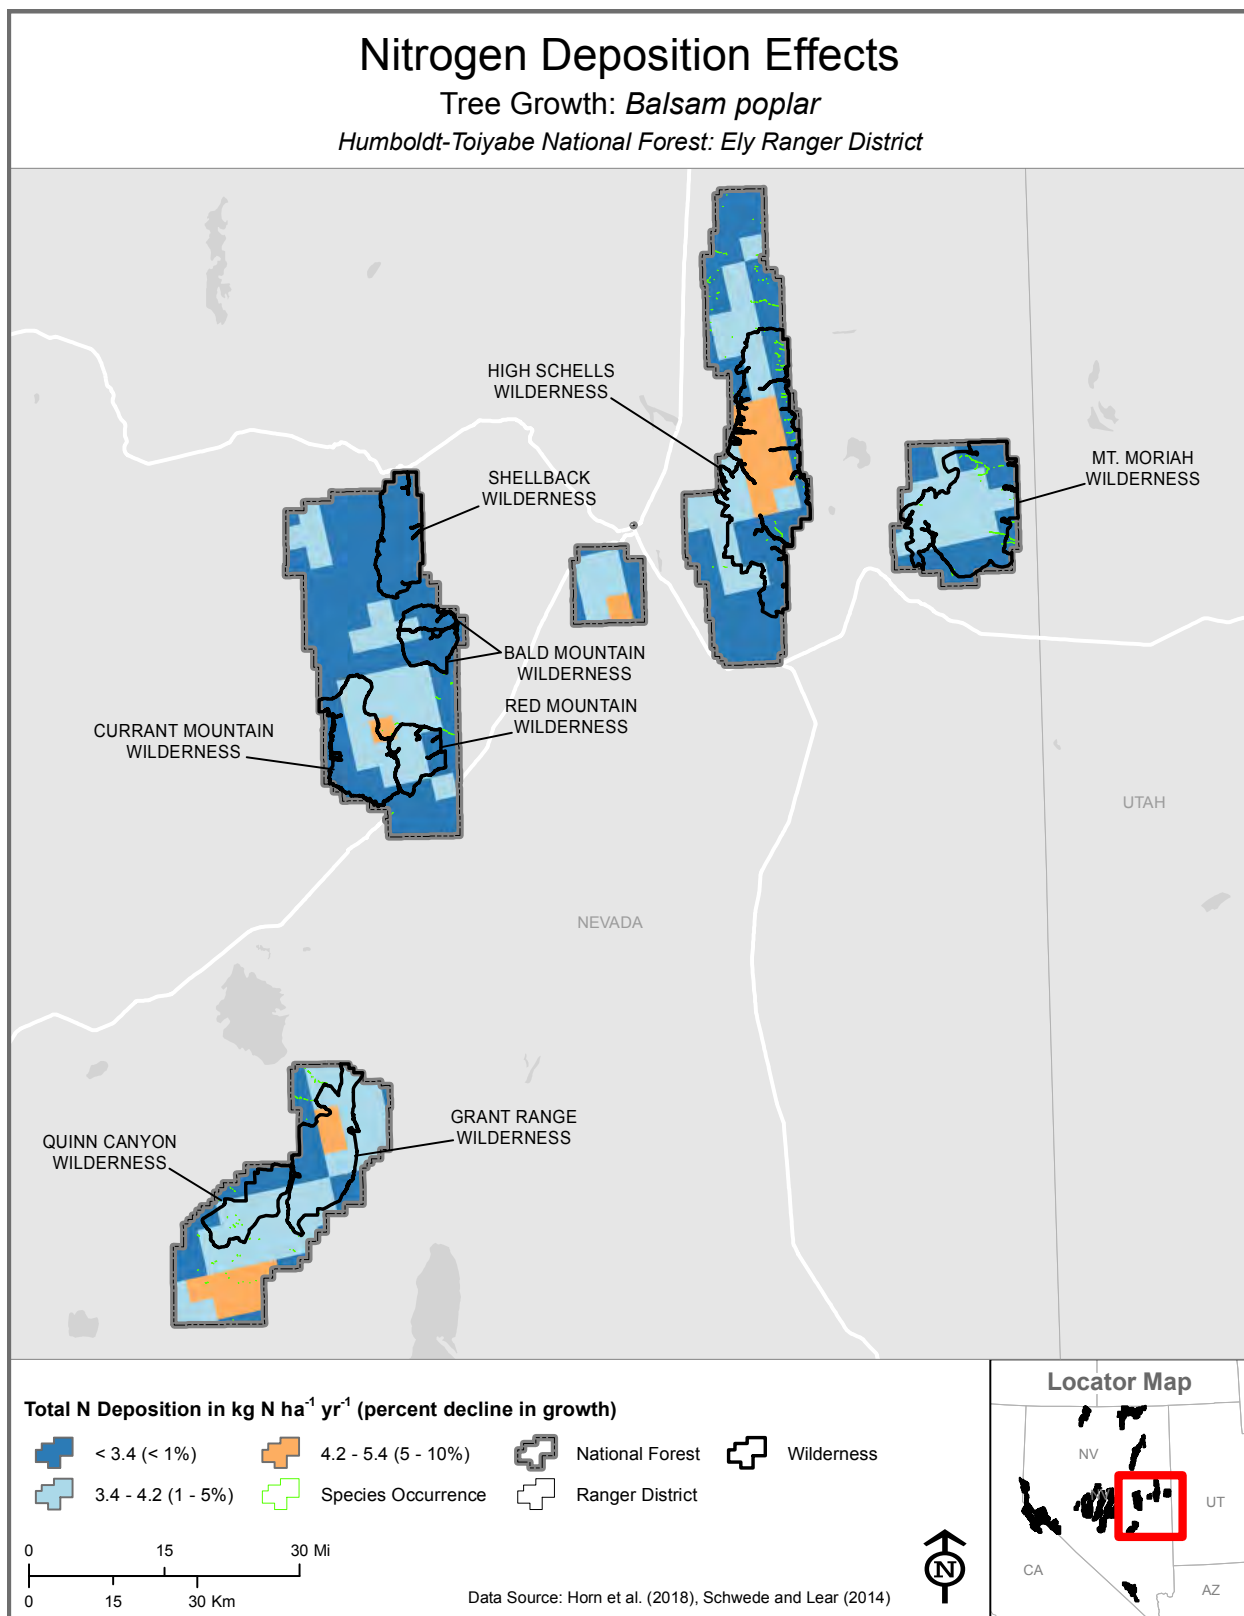 Nitrogen Deposition Effects
Tree Growth: Balsam poplar
Humboldt-Toiyabe National Forest: Ely Ranger District
HIGH SCHELLS
WILDERNESS
SHELLBACK
WILDERNESS
MT. MORIAH
WILDERNESS
BALD MOUNTAIN
WILDERNESS
RED MOUNTAIN
WILDERNESS
CURRANT MOUNTAIN
WILDERNESS
UTAH
NEVADA
GRANT RANGE
WILDERNESS
QUINN CANYON
WILDERNESS
Total N Deposition in kg N ha⁻¹ yr⁻¹ (percent decline in growth)
< 3.4 (< 1%)
4.2 - 5.4 (5 - 10%)
National Forest
Wilderness
3.4 - 4.2 (1 - 5%)
Species Occurrence
Ranger District
0 15 30 Mi
0 15 30 Km
N
Data Source: Horn et al. (2018), Schwede and Lear (2014)
Locator Map
NV
UT
CA
AZ